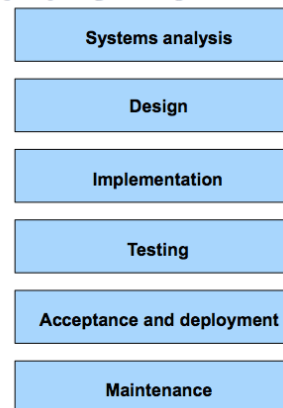 Systems analysis
Design
Implementation
Testing
Acceptance and deployment
Maintenance